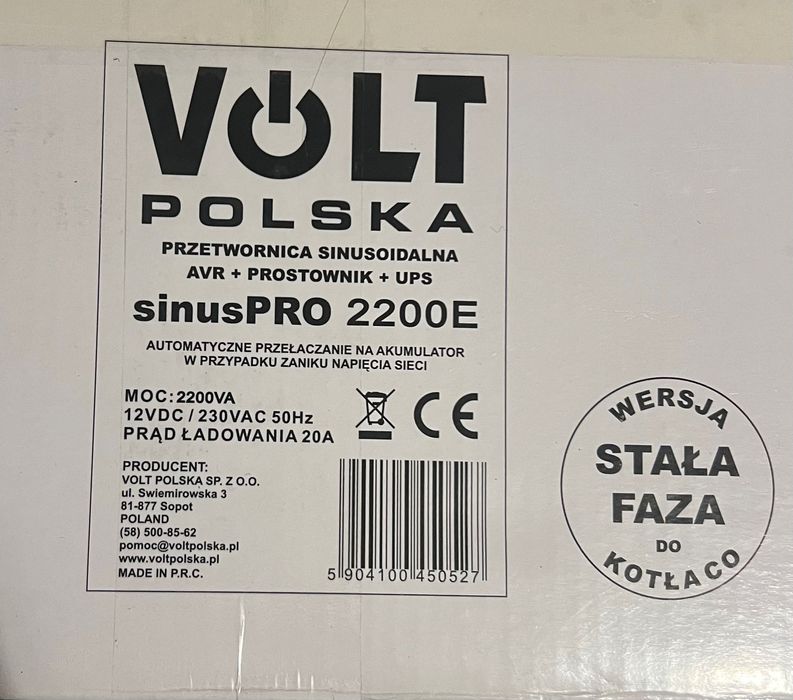 VOLT
POLSKA
PRZETWORNICA SINUSOIDALNA
AVR + PROSTOWNIK + UPS
sinusPRO 2200E
AUTOMATYCZNE PRZEŁACZANIE NA AKUMULATOR
W PRZYPADKU ZANIKU NAPIĘCIA SIECI
MOC: 2200VA
12VDC / 230VAC 50Hz
PRĄD ŁADOWANIA 20A
CE
PRODUCENT:
VOLT POLSKA SP. Z O.O.
ul. Swiemirowska 3
81-877 Sopot
POLAND
(58) 500-85-62
pomoc@voltpolska.pl
www.voltpolska.pl
MADE IN P.R.C.
5 904100 450527
WERSJA
STAŁA
FAZA
DO
KOTŁA CO